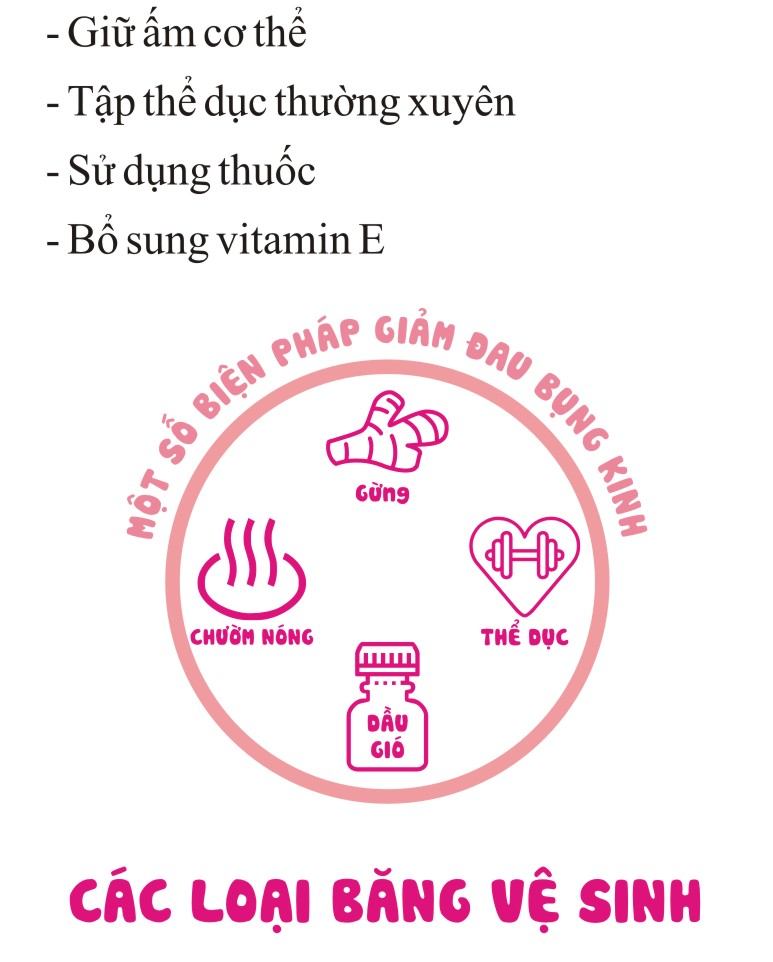 - Giữ ấm cơ thể
- Tập thể dục thường xuyên
- Sử dụng thuốc
- Bổ sung vitamin E
MỘT SỐ BIỆN PHÁP GIẢM ĐAU BỤNG KINH
Gừng
CHƯỜM NÓNG
THỂ DỤC
DẦU
GIÓ
CÁC LOẠI BĂNG VỆ SINH